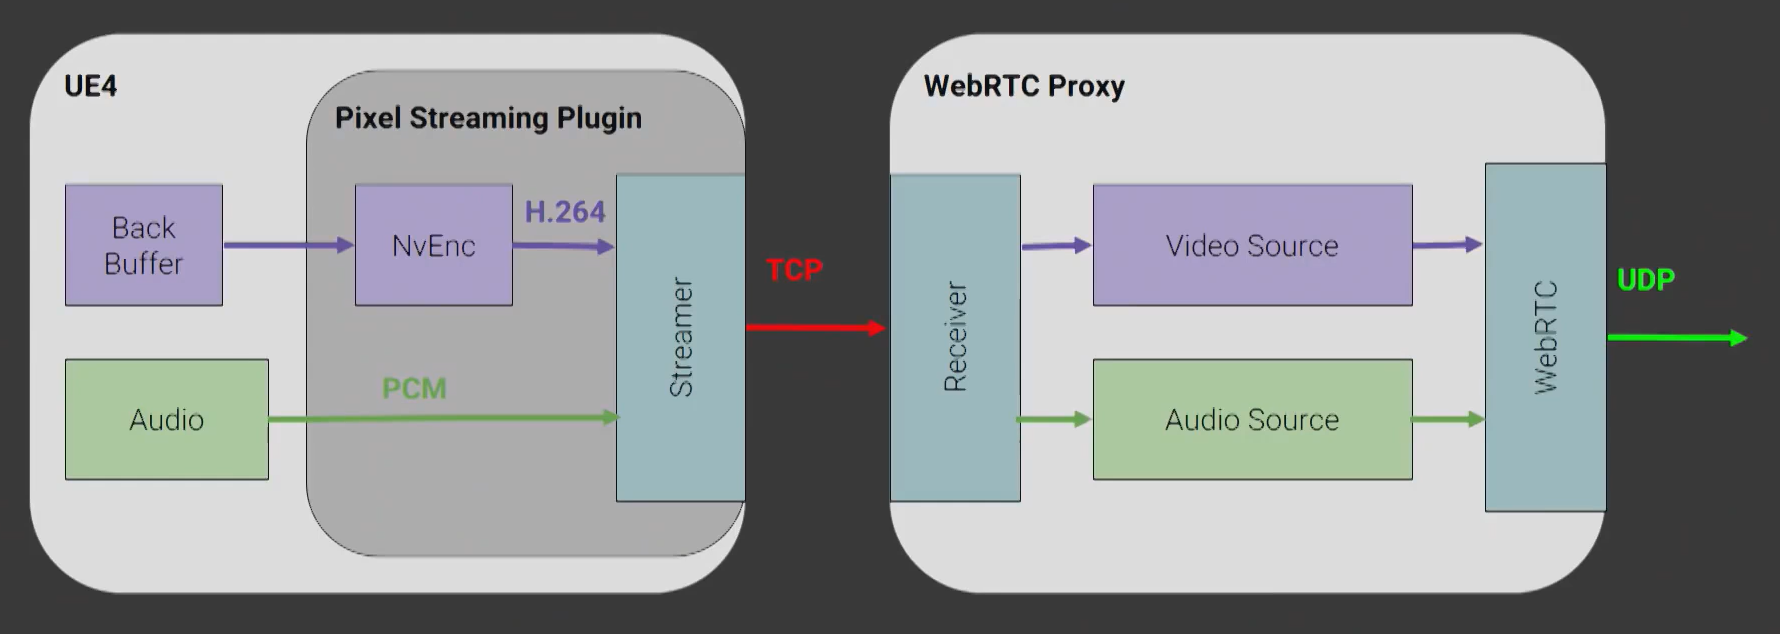 UE4
Pixel Streaming Plugin
Back
Buffer
NvEnc
H.264
Audio
PCM
Streamer
TCP
WebRTC Proxy
Receiver
Video Source
Audio Source
WebRTC
UDP